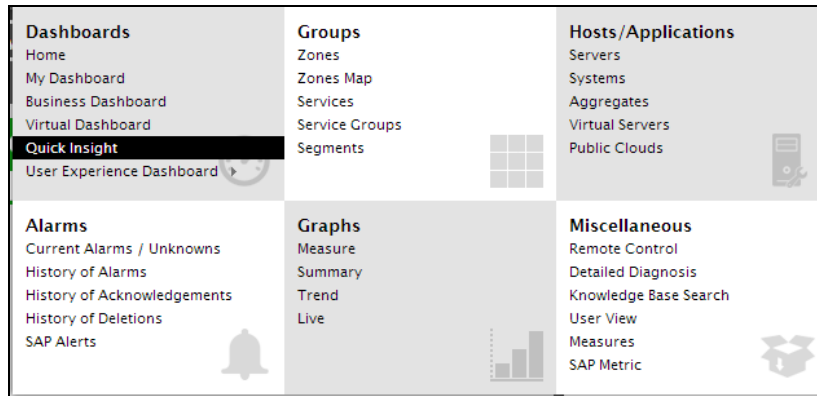 Dashboards
Home
My Dashboard
Business Dashboard
Virtual Dashboard
Quick Insight
User Experience Dashboard
Groups
Zones
Zones Map
Services
Service Groups
Segments
Hosts/Applications
Servers
Systems
Aggregates
Virtual Servers
Public Clouds
Alarms
Current Alarms / Unknowns
History of Alarms
History of Acknowledgements
History of Deletions
SAP Alerts
Graphs
Measure
Summary
Trend
Live
Miscellaneous
Remote Control
Detailed Diagnosis
Knowledge Base Search
User View
Measures
SAP Metric